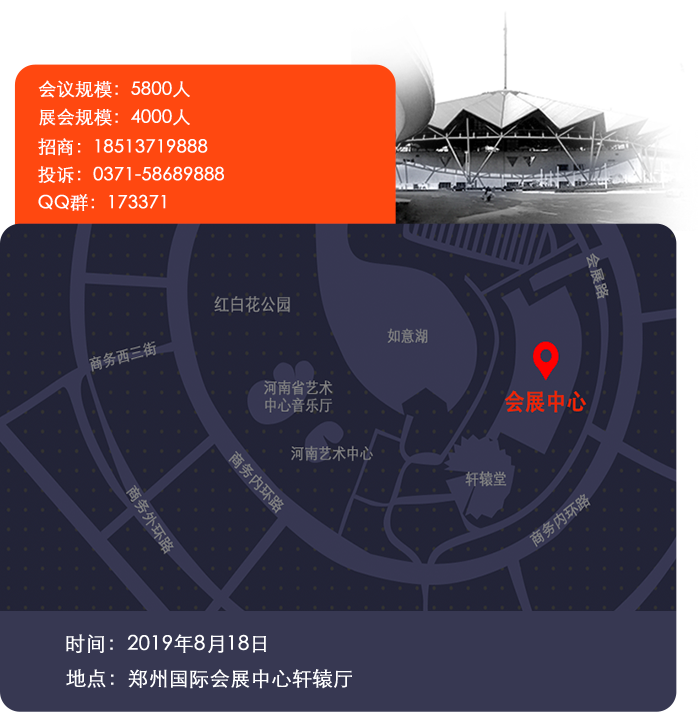 会议规模：5800人
展会规模：4000人
招商：18513719888
投诉：0371-58689888
QQ群：173371
会展路
红白花公园
如意湖
商务西三街
河南省艺术
中心音乐厅
会展中心
河南艺术中心
商务内环路
轩辕堂
商务外环路
商务内环路
时间：2019年8月18日
地点：郑州国际会展中心轩辕厅